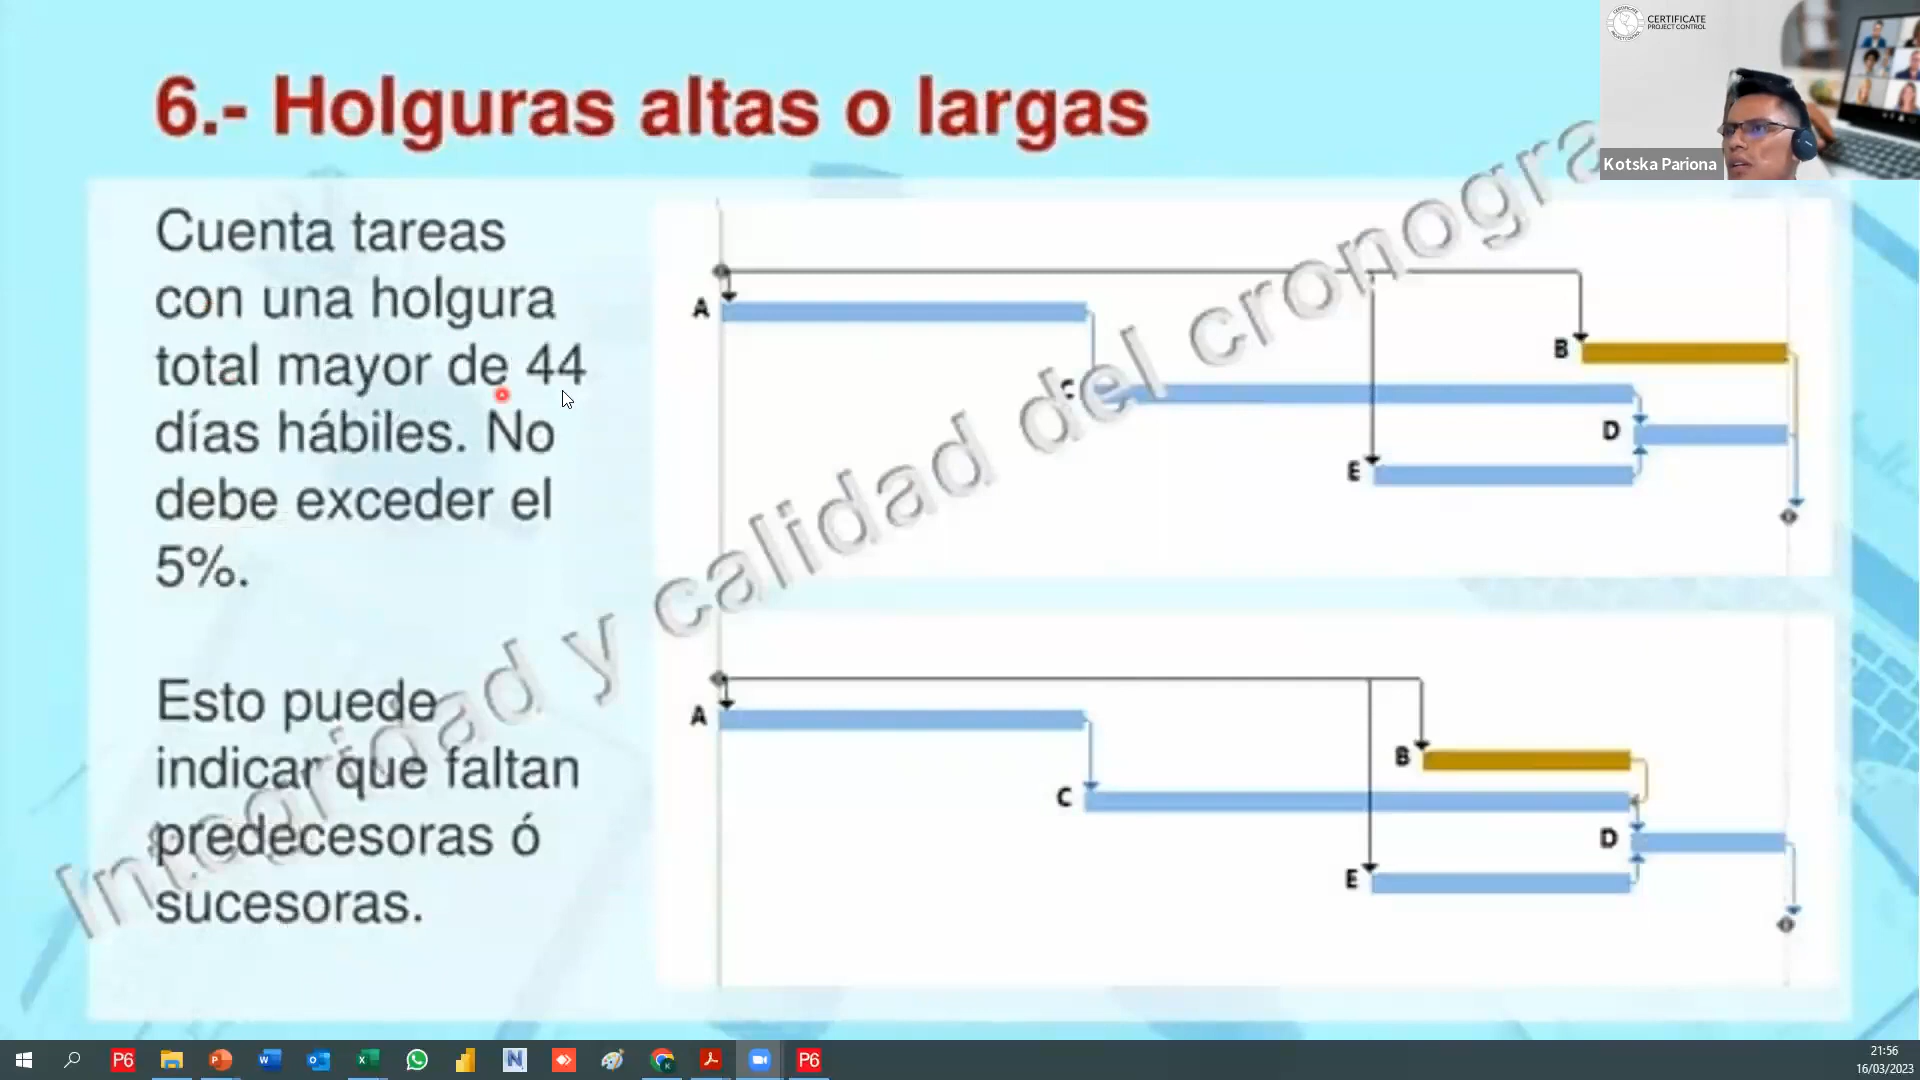 6.- Holguras altas o largas
CERTIFICATE
PROJECT CONTROL
Kotska Pariona
Cuenta tareas
con una holgura
total mayor de 44
días hábiles. No
debe exceder el
5%.
Esto puede
indicar que faltan
predecesoras ó
sucesoras.
A
B
C
D
E
A
B
C
D
E
Integridad y calidad del cronogra
P6
P6
21:56
16/03/2023